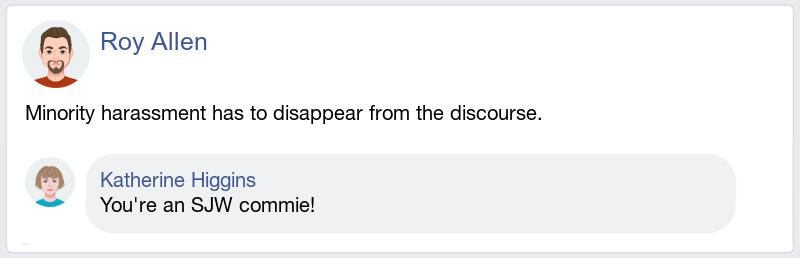 Roy Allen
Minority harassment has to disappear from the discourse.
Katherine Higgins
You're an SJW commie!